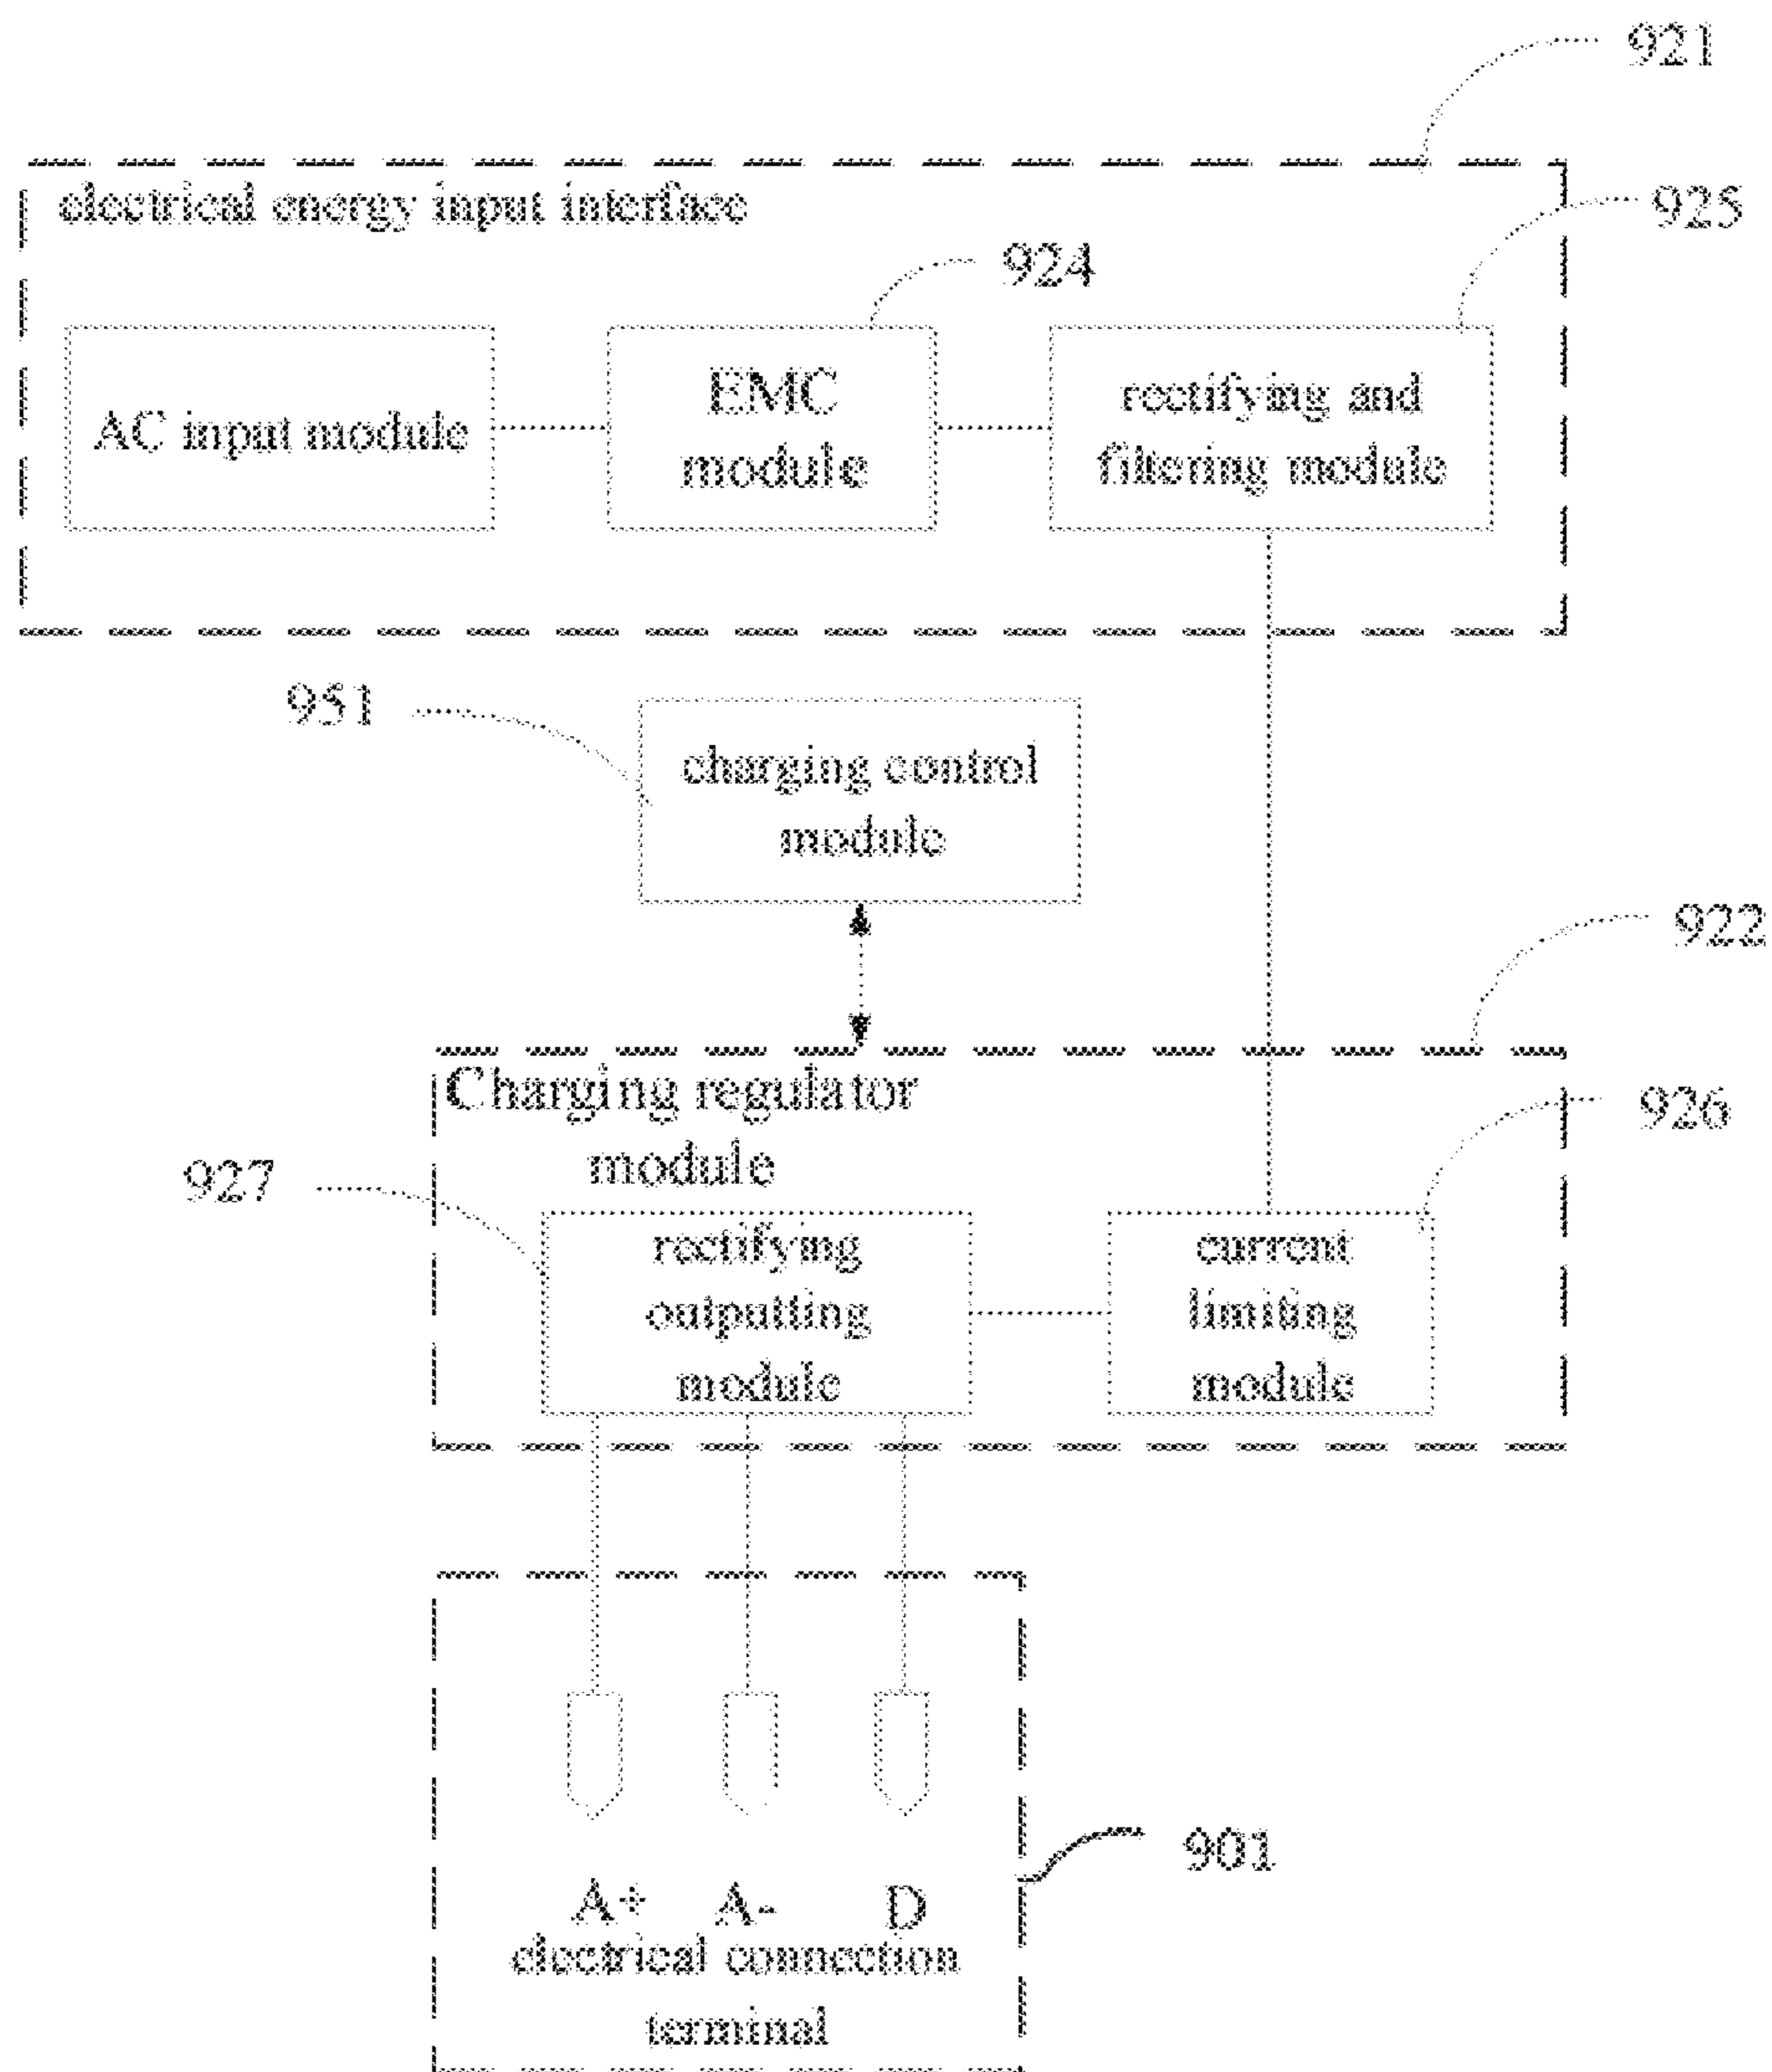 921
electrical energy input interface
925
924
AC input module
EMC
module
rectifying and
filtering module
951
charging control
module
922
Charging regulator
module
926
927
rectifying
outputting
module
current
limiting
module
901
A+ A- D
electrical connection
terminal